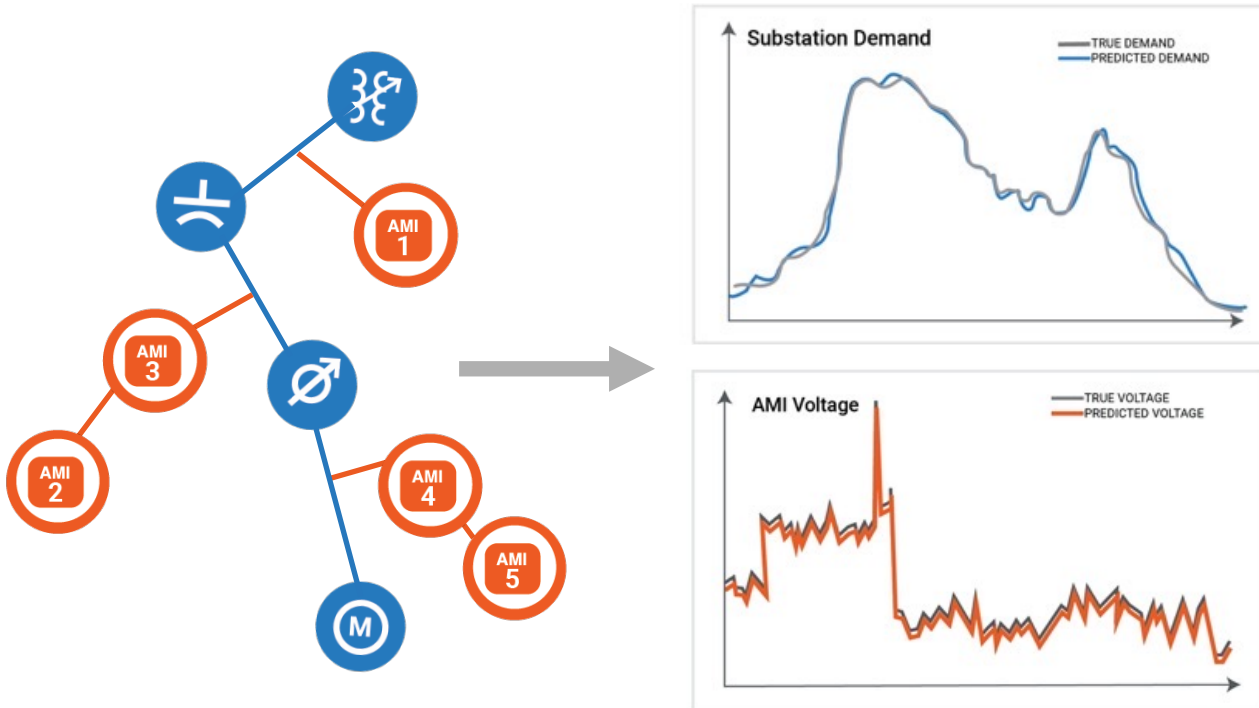 AMI
1
AMI
3
AMI
2
AMI
4
AMI
5
M
Substation Demand
TRUE DEMAND
PREDICTED DEMAND
AMI Voltage
TRUE VOLTAGE
PREDICTED VOLTAGE